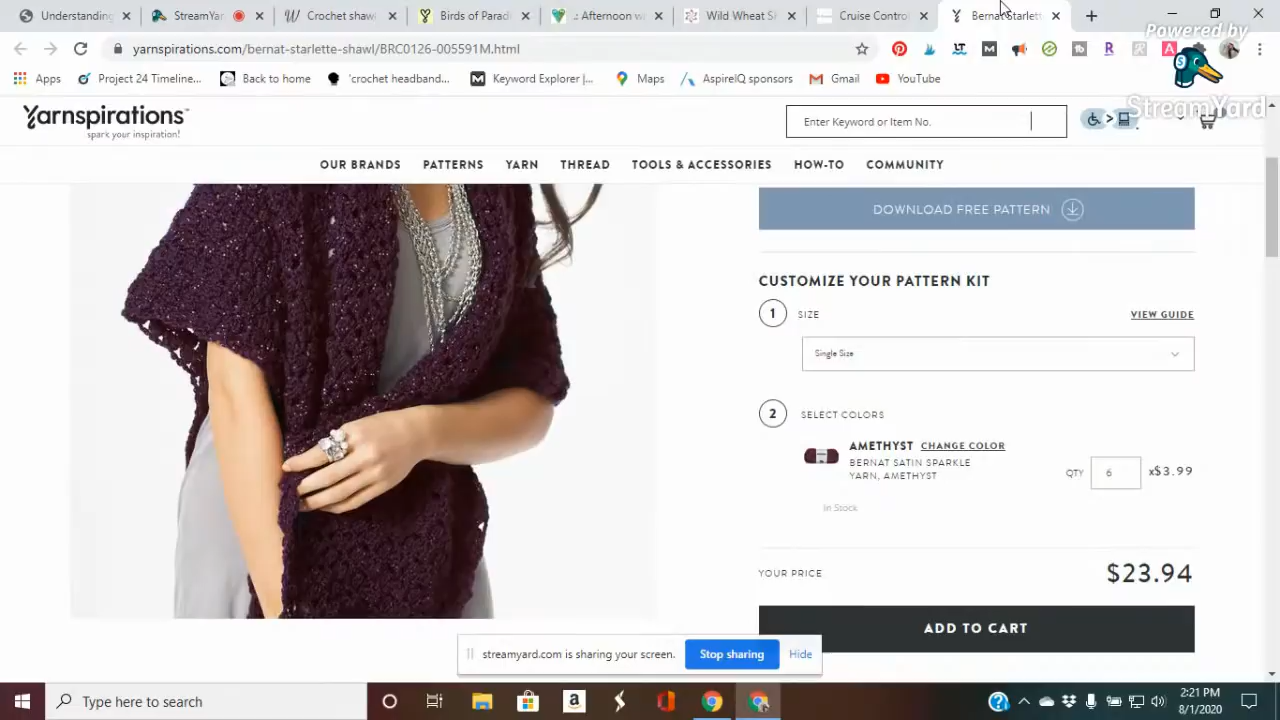 Understanding
StreamYar
Crochet shaw
Birds of Parad
Afternoon w
Wild Wheat S
Cruise Contro
Bernat Starlett
yarnspirations.com/bernat-starlette-shawl/BRC0126-005591M.html
Powered by
StreamYard
Apps
Project 24 Timeline...
Back to home
'crochet headband...
Keyword Explorer |...
Maps
AspireIQ sponsors
Gmail
YouTube
Yarnspirations™
spark your inspiration!
Enter Keyword or Item No.
OUR BRANDS PATTERNS YARN THREAD TOOLS & ACCESSORIES HOW-TO COMMUNITY
DOWNLOAD FREE PATTERN
CUSTOMIZE YOUR PATTERN KIT
1 SIZE VIEW GUIDE
Single Size
2 SELECT COLORS
AMETHYST CHANGE COLOR
BERNAT SATIN SPARKLE
YARN, AMETHYST
QTY 6 x$3.99
In Stock
YOUR PRICE $23.94
ADD TO CART
streamyard.com is sharing your screen. Stop sharing Hide
Type here to search
2:21 PM
8/1/2020